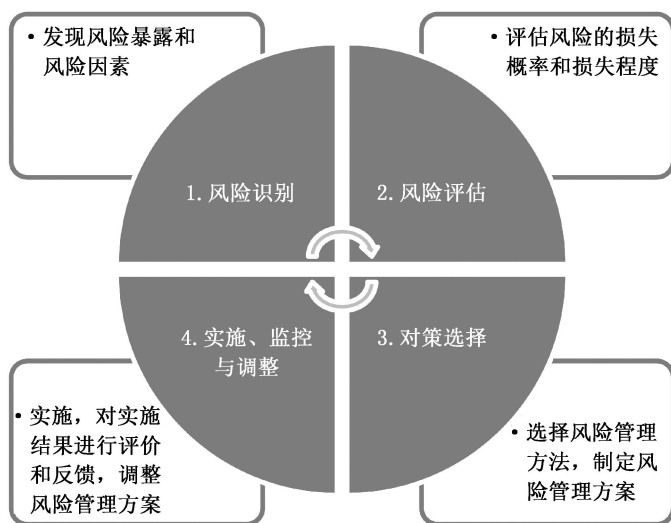 • 发现风险暴露和
风险因素
• 评估风险的损失
概率和损失程度
1. 风险识别
2. 风险评估
4. 实施、监控
与调整
3. 对策选择
• 实施，对实施
结果进行评价
和反馈，调整
风险管理方案
• 选择风险管理
方法，制定风
险管理方案